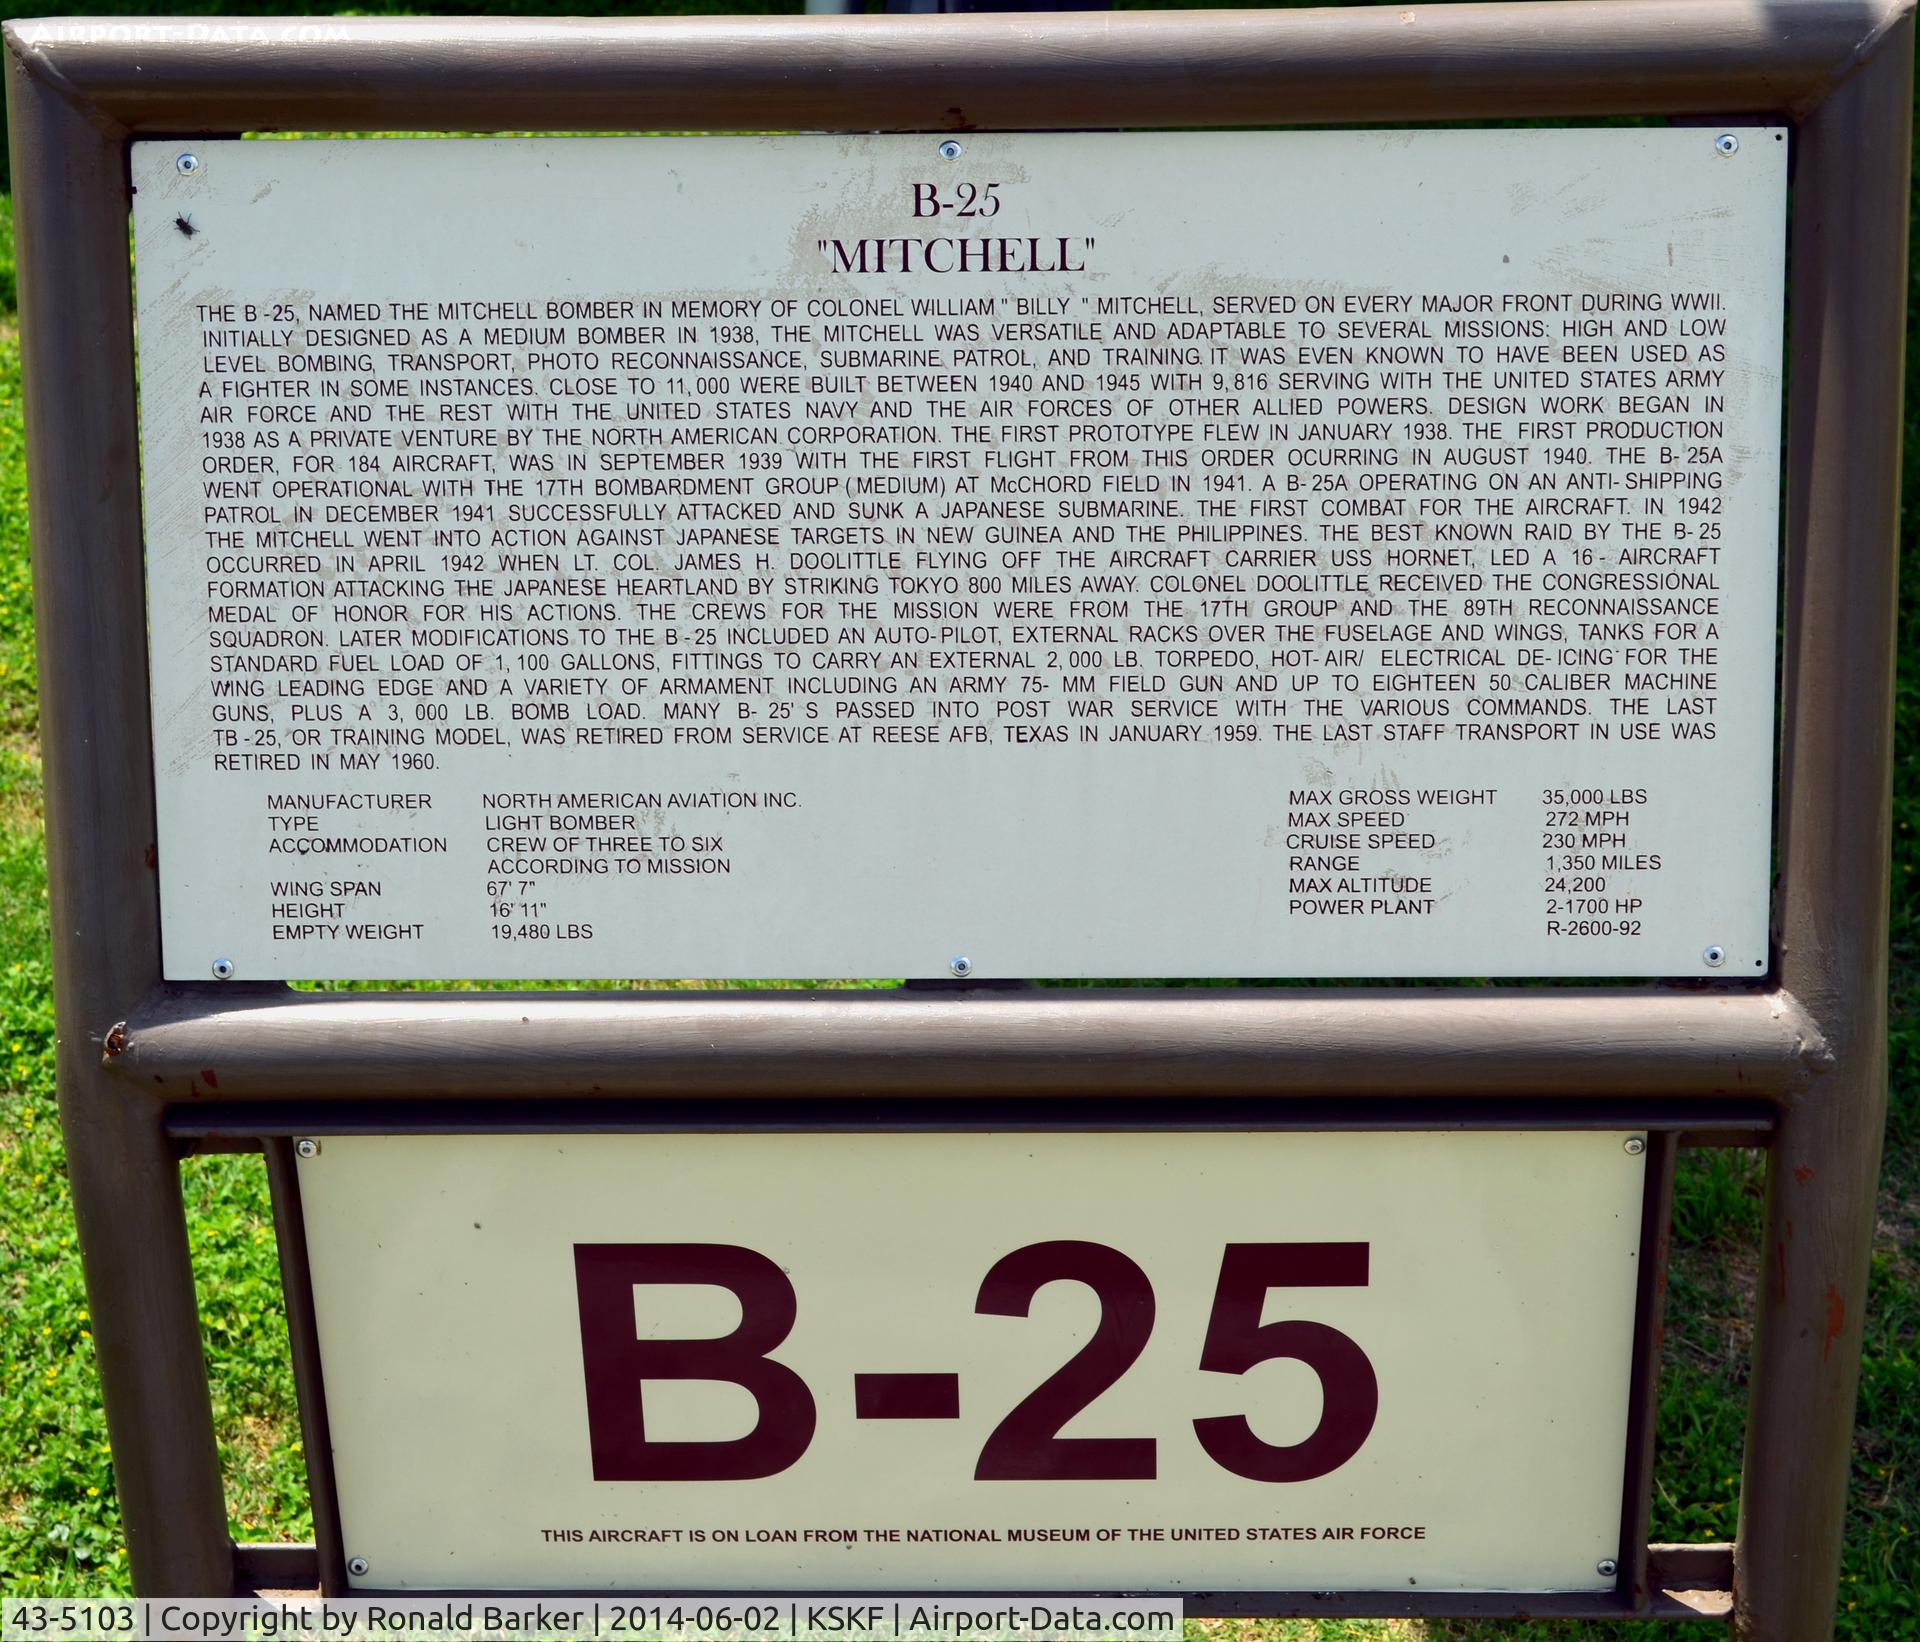 AIRPORT-DATA.COM
B-25
"MITCHELL"
THE B-25, NAMED THE MITCHELL BOMBER IN MEMORY OF COLONEL WILLIAM " BILLY " MITCHELL, SERVED ON EVERY MAJOR FRONT DURING WWII.
INITIALLY DESIGNED AS A MEDIUM BOMBER IN 1938, THE MITCHELL WAS VERSATILE AND ADAPTABLE TO SEVERAL MISSIONS: HIGH AND LOW
LEVEL BOMBING, TRANSPORT, PHOTO RECONNAISSANCE, SUBMARINE PATROL, AND TRAINING. IT WAS EVEN KNOWN TO HAVE BEEN USED AS
A FIGHTER IN SOME INSTANCES. CLOSE TO 11,000 WERE BUILT BETWEEN 1940 AND 1945 WITH 9,816 SERVING WITH THE UNITED STATES ARMY
AIR FORCE AND THE REST WITH THE UNITED STATES NAVY AND THE AIR FORCES OF OTHER ALLIED POWERS. DESIGN WORK BEGAN IN
1938 AS A PRIVATE VENTURE BY THE NORTH AMERICAN CORPORATION. THE FIRST PROTOTYPE FLEW IN JANUARY 1938. THE FIRST PRODUCTION
ORDER, FOR 184 AIRCRAFT, WAS IN SEPTEMBER 1939 WITH THE FIRST FLIGHT FROM THIS ORDER OCURRING IN AUGUST 1940. THE B-25A
WENT OPERATIONAL WITH THE 17TH BOMBARDMENT GROUP (MEDIUM) AT McCHORD FIELD IN 1941. A B-25A OPERATING ON AN ANTI-SHIPPING
PATROL IN DECEMBER 1941 SUCCESSFULLY ATTACKED AND SUNK A JAPANESE SUBMARINE. THE FIRST COMBAT FOR THE AIRCRAFT. IN 1942
THE MITCHELL WENT INTO ACTION AGAINST JAPANESE TARGETS IN NEW GUINEA AND THE PHILIPPINES. THE BEST KNOWN RAID BY THE B-25
OCCURRED IN APRIL 1942 WHEN LT. COL. JAMES H. DOOLITTLE FLYING OFF THE AIRCRAFT CARRIER USS HORNET, LED A 16 - AIRCRAFT
FORMATION ATTACKING THE JAPANESE HEARTLAND BY STRIKING TOKYO 800 MILES AWAY. COLONEL DOOLITTLE RECEIVED THE CONGRESSIONAL
MEDAL OF HONOR FOR HIS ACTIONS. THE CREWS FOR THE MISSION WERE FROM THE 17TH GROUP AND THE 89TH RECONNAISSANCE
SQUADRON. LATER MODIFICATIONS TO THE B-25 INCLUDED AN AUTO-PILOT, EXTERNAL RACKS OVER THE FUSELAGE AND WINGS, TANKS FOR A
STANDARD FUEL LOAD OF 1,100 GALLONS, FITTINGS TO CARRY AN EXTERNAL 2,000 LB. TORPEDO, HOT-AIR/ ELECTRICAL DE-ICING FOR THE
WING LEADING EDGE AND A VARIETY OF ARMAMENT INCLUDING AN ARMY 75- MM FIELD GUN AND UP TO EIGHTEEN 50 CALIBER MACHINE
GUNS, PLUS A 3,000 LB. BOMB LOAD. MANY B-25'S PASSED INTO POST WAR SERVICE WITH THE VARIOUS COMMANDS. THE LAST
TB-25, OR TRAINING MODEL, WAS RETIRED FROM SERVICE AT REESE AFB, TEXAS IN JANUARY 1959. THE LAST STAFF TRANSPORT IN USE WAS
RETIRED IN MAY 1960.
MANUFACTURER NORTH AMERICAN AVIATION INC.
TYPE LIGHT BOMBER
ACCOMMODATION CREW OF THREE TO SIX
ACCORDING TO MISSION
WING SPAN 67' 7"
HEIGHT 16' 11"
EMPTY WEIGHT 19,480 LBS
MAX GROSS WEIGHT 35,000 LBS
MAX SPEED 272 MPH
CRUISE SPEED 230 MPH
RANGE 1,350 MILES
MAX ALTITUDE 24,200
POWER PLANT 2-1700 HP
R-2600-92
B-25
THIS AIRCRAFT IS ON LOAN FROM THE NATIONAL MUSEUM OF THE UNITED STATES AIR FORCE
43-5103 | Copyright by Ronald Barker | 2014-06-02 | KSKF | Airport-Data.com